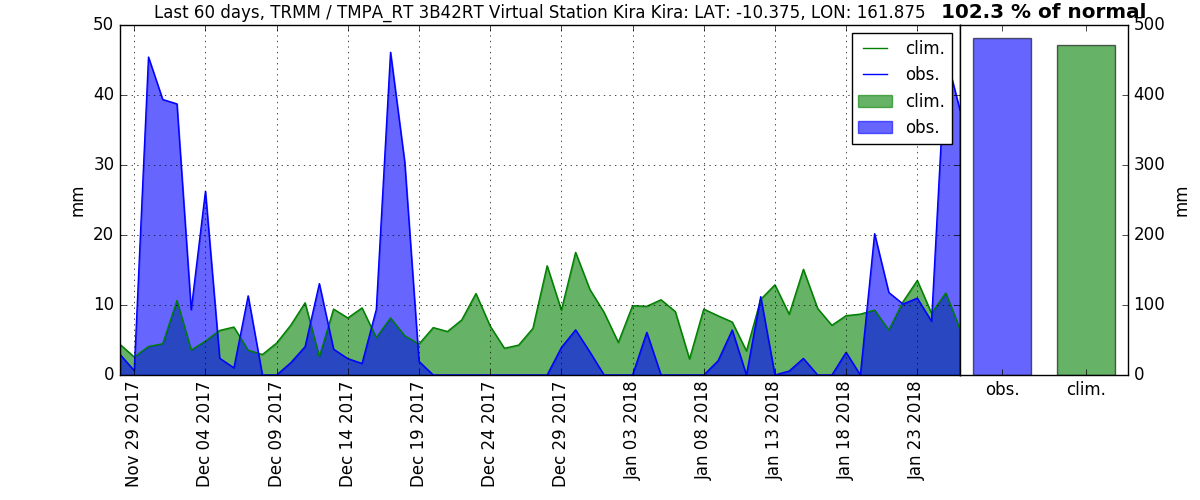 Last 60 days, TRMM / TMPA_RT 3B42RT Virtual Station Kira Kira: LAT: -10.375, LON: 161.875
102.3 % of normal
50
40
30
20
10
0
mm
clim.
obs.
clim.
obs.
500
400
300
200
100
0
mm
Nov 29 2017
Dec 04 2017
Dec 09 2017
Dec 14 2017
Dec 19 2017
Dec 24 2017
Dec 29 2017
Jan 03 2018
Jan 08 2018
Jan 13 2018
Jan 18 2018
Jan 23 2018
obs.
clim.